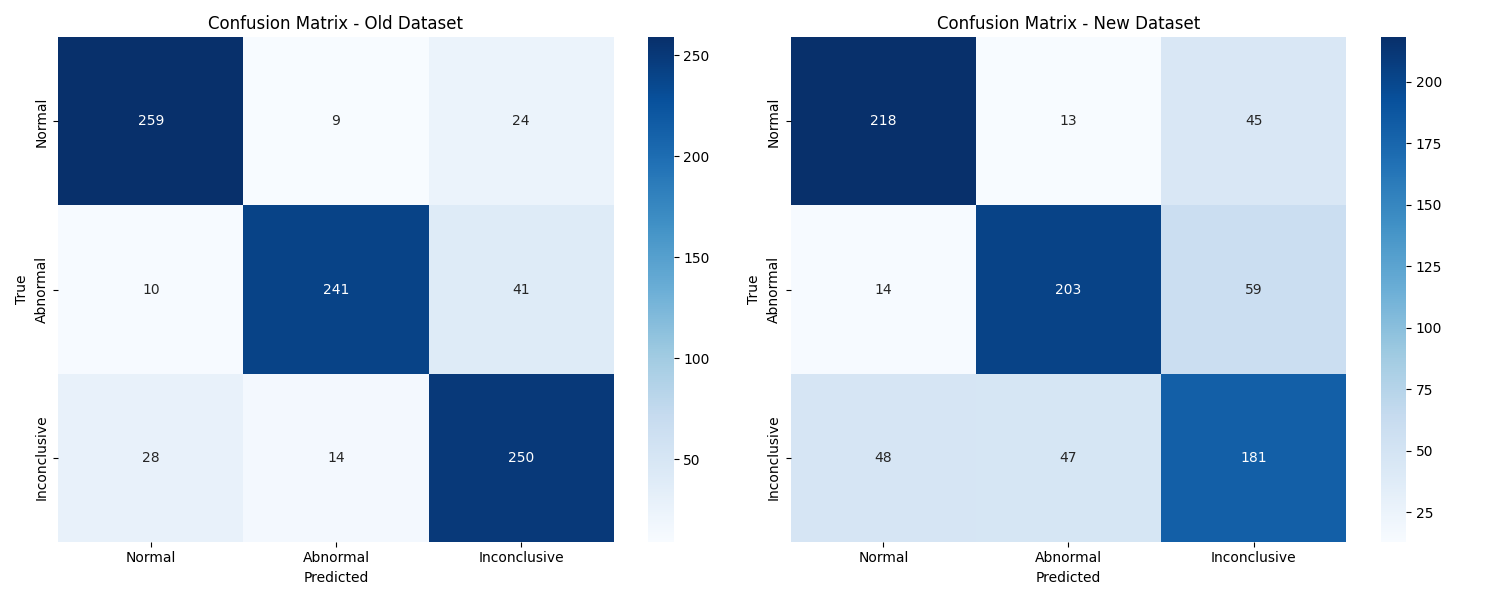 Confusion Matrix - Old Dataset
259 9 24
10 241 41
28 14 250
Normal
Abnormal
Inconclusive
True
Normal Abnormal Inconclusive
Predicted
250
200
150
100
50
Confusion Matrix - New Dataset
218 13 45
14 203 59
48 47 181
Normal
Abnormal
Inconclusive
True
Normal Abnormal Inconclusive
Predicted
200
175
150
125
100
75
50
25